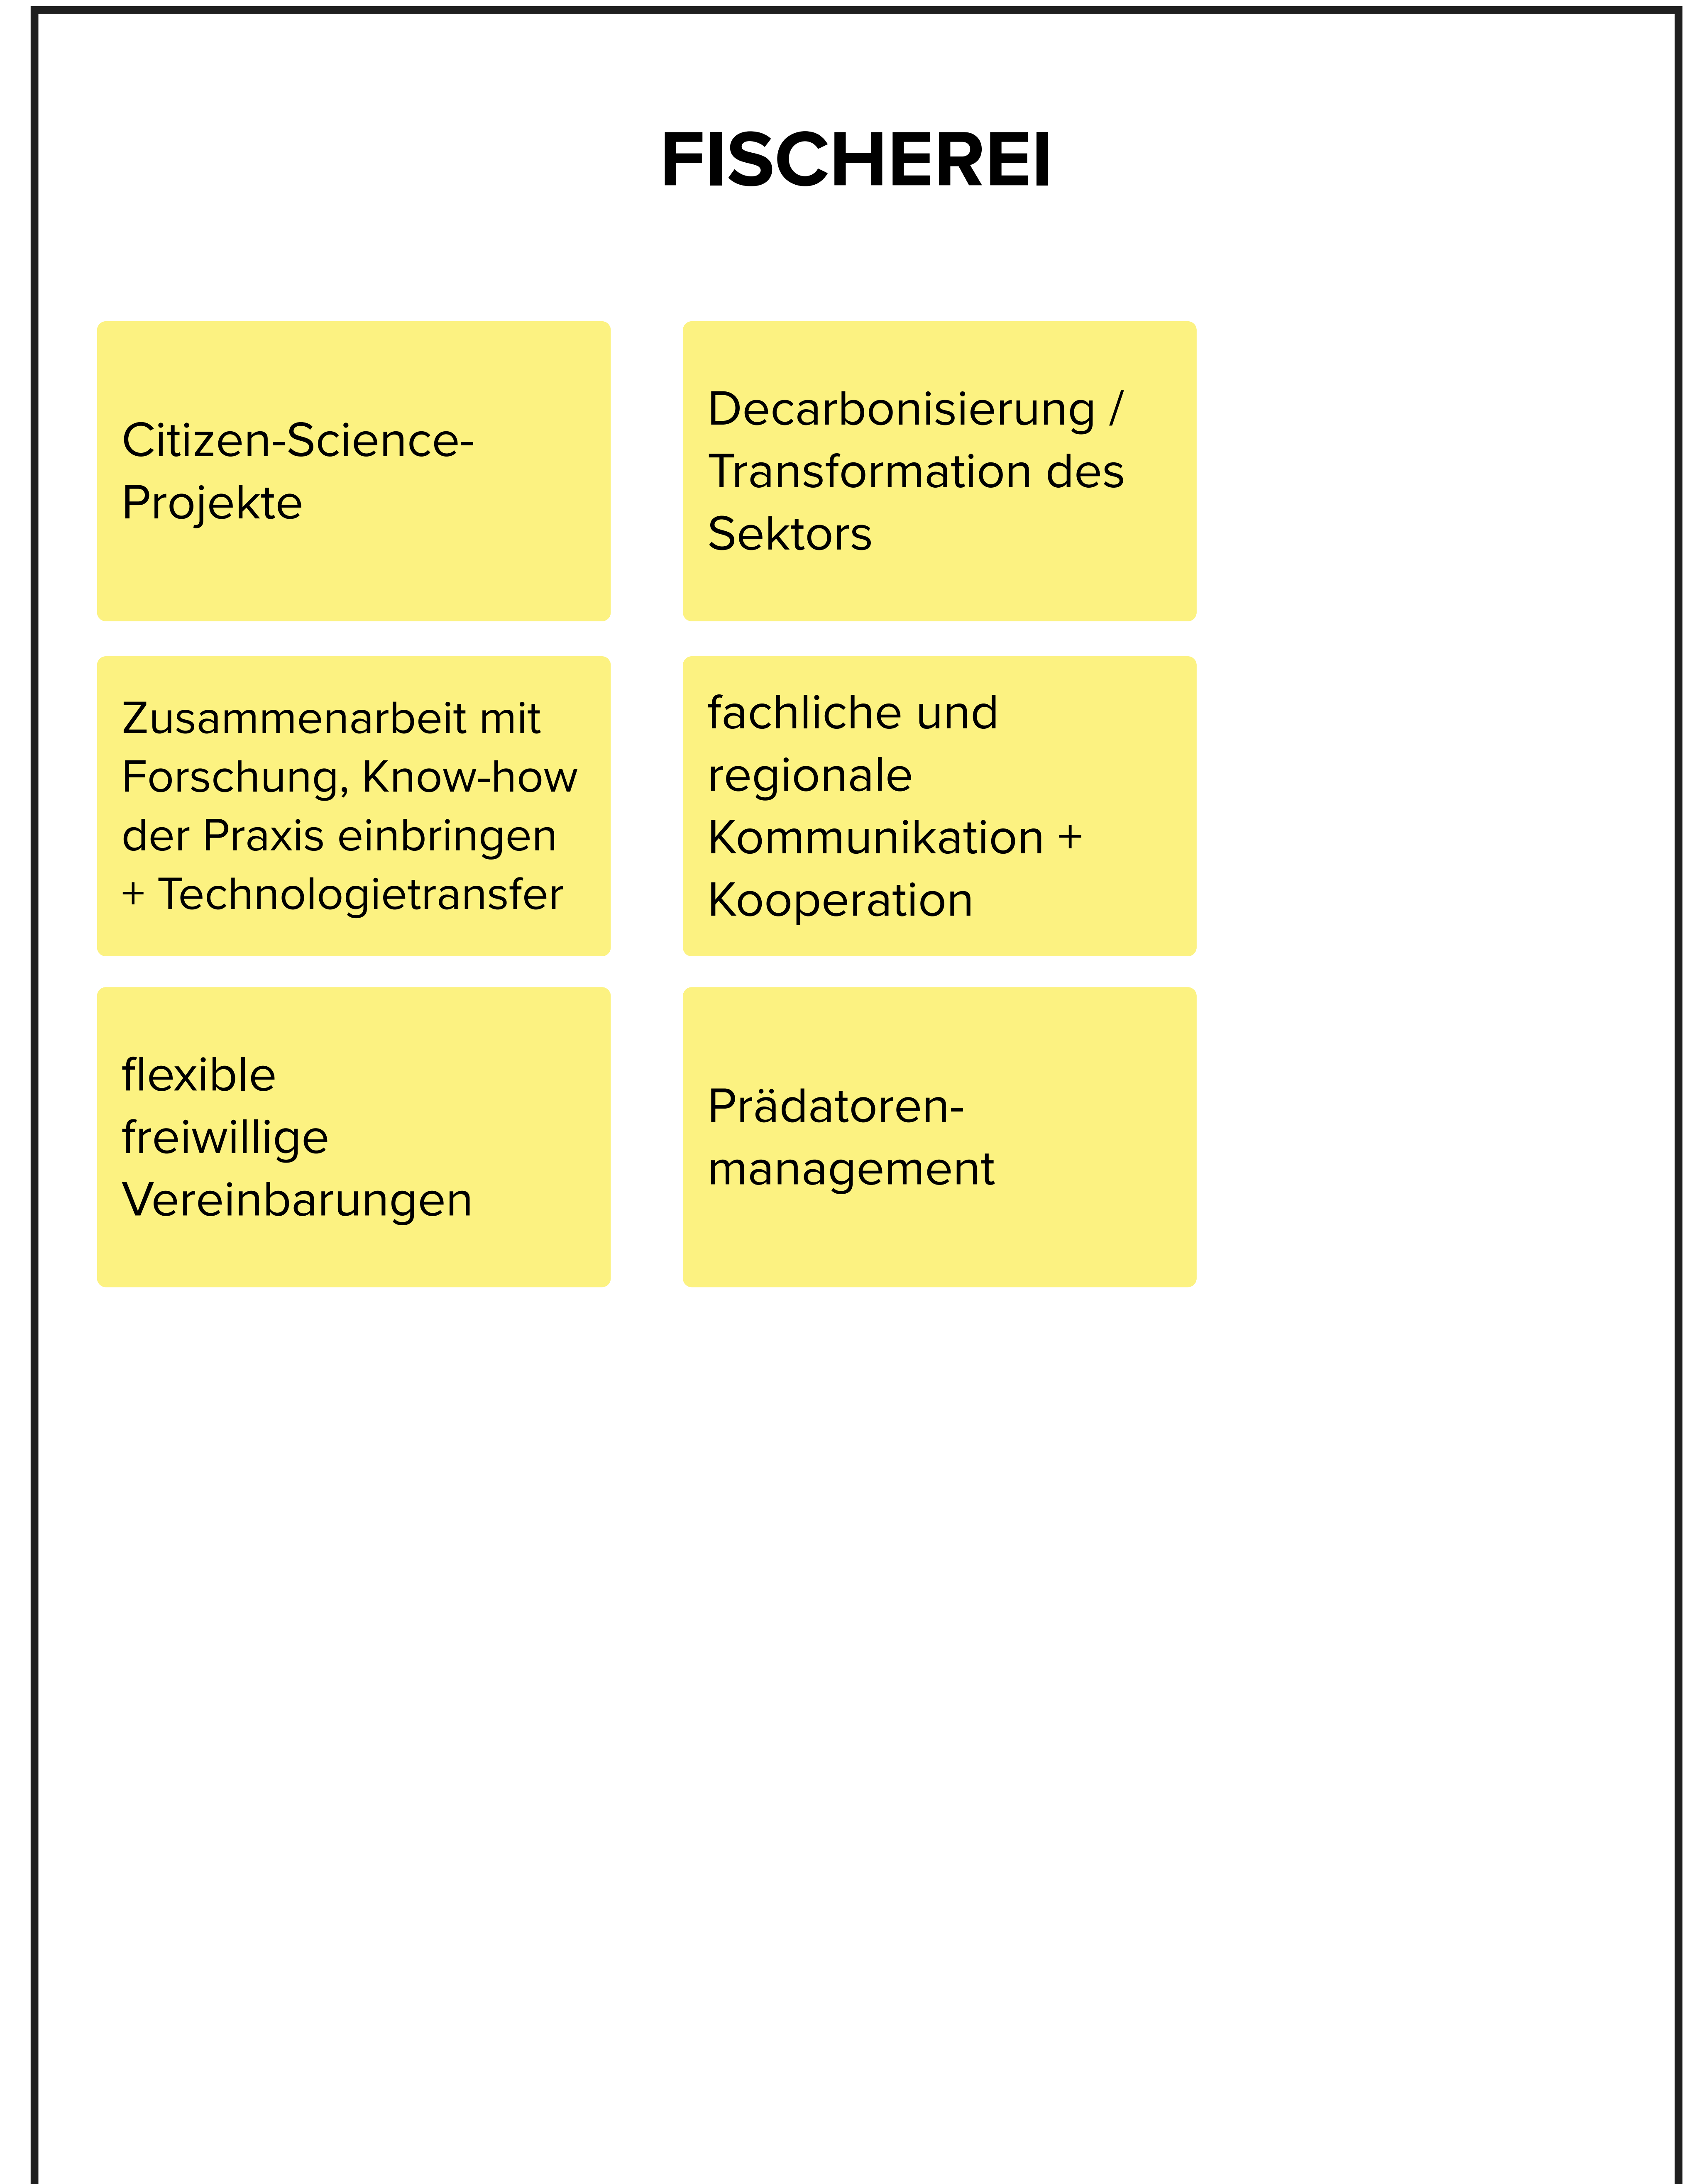 FISCHEREI
Citizen-Science-
Projekte
Decarbonisierung /
Transformation des
Sektors
Zusammenarbeit mit
Forschung, Know-how
der Praxis einbringen
+ Technologietransfer
fachliche und
regionale
Kommunikation +
Kooperation
flexible
freiwillige
Vereinbarungen
Prädatoren-
management